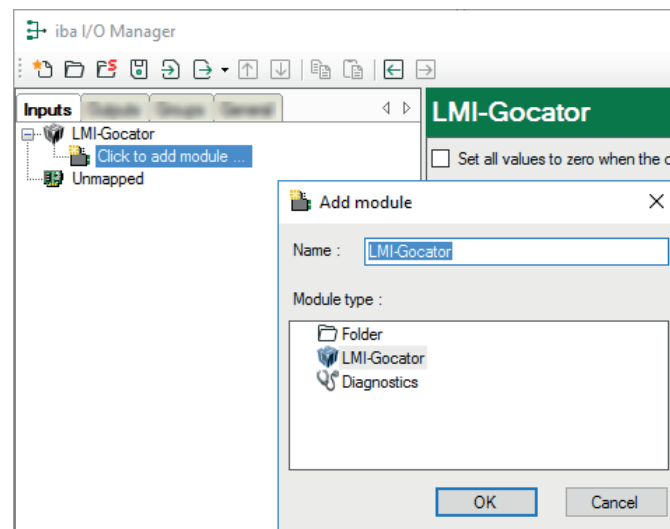 iba I/O Manager
Inputs
LMI-Gocator
Click to add module ...
Unmapped
LMI-Gocator
Set all values to zero when the
Add module
Name :
LMI-Gocator
Module type :
Folder
LMI-Gocator
Diagnostics
OK
Cancel